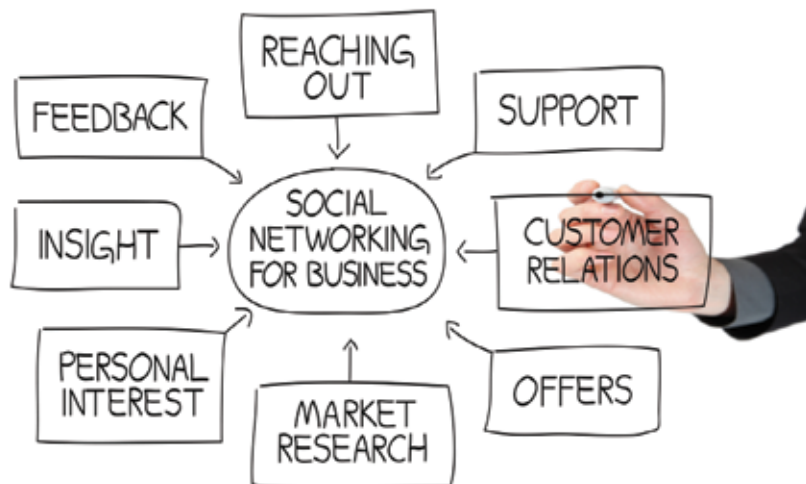 REACHING
OUT
FEEDBACK
SUPPORT
SOCIAL
NETWORKING
FOR BUSINESS
INSIGHT
CUSTOMER
RELATIONS
PERSONAL
INTEREST
MARKET
RESEARCH
OFFERS